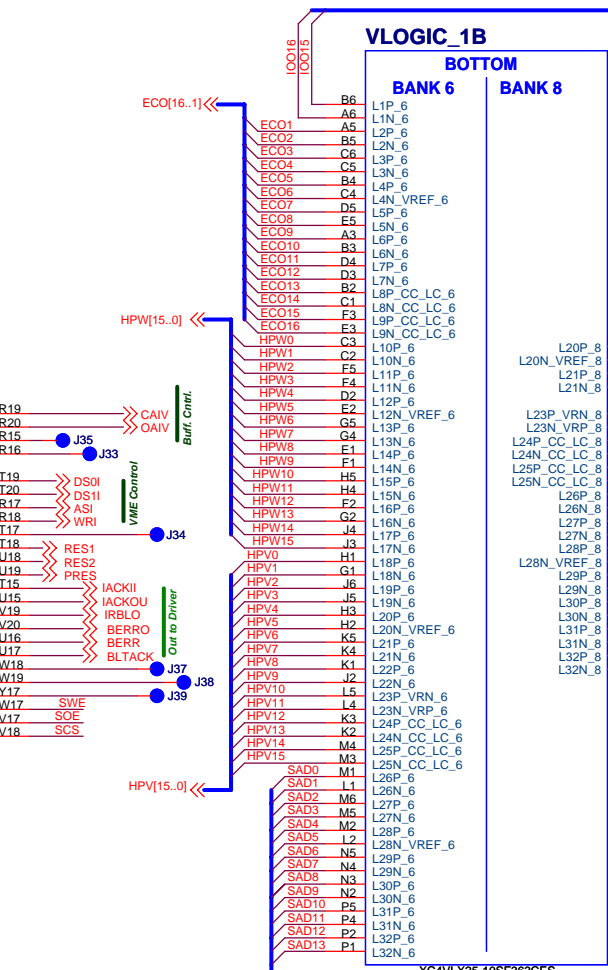 VLOGIC_1B
BOTTOM
BANK 6
BANK 8
IOO16
IOO15
ECO[16..1]
HPW[15..0]
HPV[15..0]
B6 L1P_6
A6 L1N_6
ECO1 A5 L2P_6
ECO2 B5 L2N_6
ECO3 C6 L3P_6
ECO4 C5 L3N_6
ECO5 B4 L4P_6
ECO6 C4 L4N_VREF_6
ECO7 D5 L5P_6
ECO8 E5 L5N_6
ECO9 A3 L6P_6
ECO10 B3 L6N_6
ECO11 D4 L7P_6
ECO12 D3 L7N_6
ECO13 B2 L8P_CC_LC_6
ECO14 C1 L8N_CC_LC_6
ECO15 F3 L9P_CC_LC_6
ECO16 E3 L9N_CC_LC_6
HPW0 C3 L10P_6
HPW1 C2 L10N_6
HPW2 F5 L11P_6
HPW3 F4 L11N_6
HPW4 D2 L12P_6
HPW5 E2 L12N_VREF_6
HPW6 G5 L13P_6
HPW7 G4 L13N_6
HPW8 E1 L14P_6
HPW9 F1 L14N_6
HPW10 H5 L15P_6
HPW11 H4 L15N_6
HPW12 F2 L16P_6
HPW13 G2 L16N_6
HPW14 J4 L17P_6
HPW15 J3 L17N_6
HPV0 H1 L18P_6
HPV1 G1 L18N_6
HPV2 J6 L19P_6
HPV3 J5 L19N_6
HPV4 H3 L20P_6
HPV5 H2 L20N_VREF_6
HPV6 K5 L21P_6
HPV7 K4 L21N_6
HPV8 K1 L22P_6
HPV9 J2 L22N_6
HPV10 L5 L23P_VRN_6
HPV11 L4 L23N_VRP_6
HPV12 K3 L24P_CC_LC_6
HPV13 K2 L24N_CC_LC_6
HPV14 M4 L25P_CC_LC_6
HPV15 M3 L25N_CC_LC_6
SAD0 M1 L26P_6
SAD1 L1 L26N_6
SAD2 M6 L27P_6
SAD3 M5 L27N_6
SAD4 M2 L28P_6
SAD5 L2 L28N_VREF_6
SAD6 N5 L29P_6
SAD7 N4 L29N_6
SAD8 N3 L30P_6
SAD9 N2 L30N_6
SAD10 P5 L31P_6
SAD11 P4 L31N_6
SAD12 P2 L32P_6
SAD13 P1 L32N_6
L20P_8
L20N_VREF_8
L21P_8
L21N_8
L23P_VRN_8
L23N_VRP_8
L24P_CC_LC_8
L24N_CC_LC_8
L25P_CC_LC_8
L25N_CC_LC_8
L26P_8
L26N_8
L27P_8
L27N_8
L28P_8
L28N_VREF_8
L29P_8
L29N_8
L30P_8
L30N_8
L31P_8
L31N_8
L32P_8
L32N_8
R19 CAIV
R20 OAIV
R15 J35
R16 J33
Buff. Cntrl.
T19 DS0I
T20 DS1I
R17 ASI
R18 WRI
VME Control
T17 J34
T18 RES1
U18 RES2
U19 PRES
T15 IACKII
U15 IACKOU
V19 IRBLO
V20 BERRO
U16 BERR
U17 BLTACK
Out to Driver
W18 J37
W19 J38
Y17 J39
W17 SWE
V17 SOE
V18 SCS